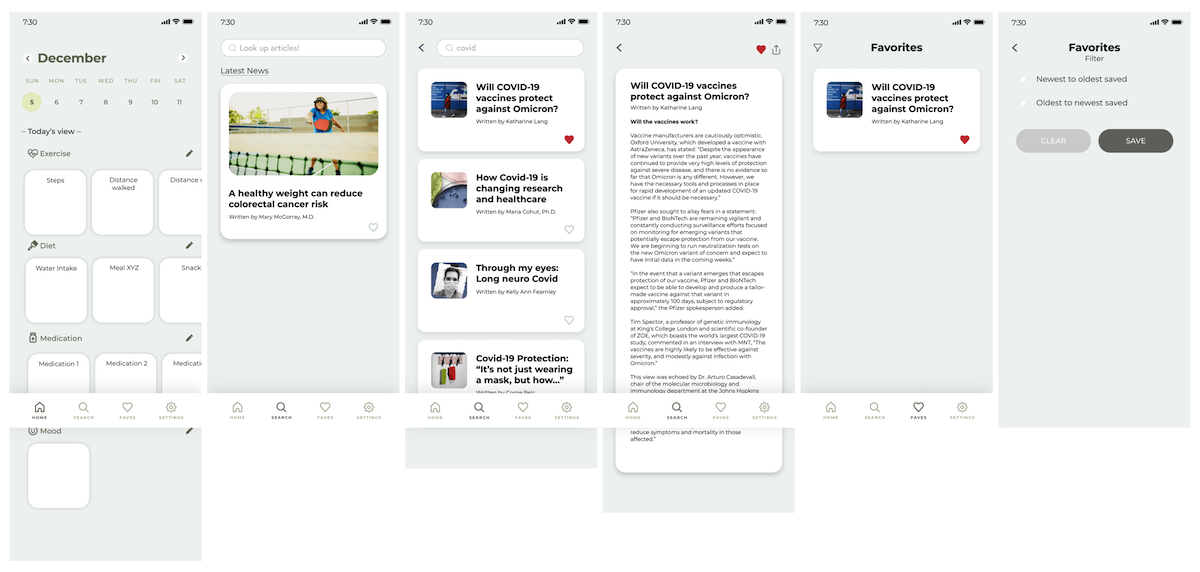 7:30
December
SUN MON TUE WED THU FRI SAT
5 6 7 8 9 10 11
-- Today's view --
Exercise
Steps
Distance
walked
Distance r
Diet
Water Intake
Meal XYZ
Snack
Medication
Medication 1
Medication 2
Medicati
HOME SEARCH FAVES SETTINGS
Mood
7:30
Look up articles!
Latest News
A healthy weight can reduce
colorectal cancer risk
Written by Mary McGorray, M.D.
HOME SEARCH FAVES SETTINGS
7:30
covid
Will COVID-19
vaccines protect
against Omicron?
Written by Katharine Lang
How Covid-19 is
changing research
and healthcare
Written by Maria Cohut, Ph.D.
Through my eyes:
Long neuro Covid
Written by Kelly Ann Fearnley
Covid-19 Protection:
“It’s not just wearing
a mask, but how...”
HOME SEARCH FAVES SETTINGS
7:30
Will COVID-19 vaccines
protect against Omicron?
Written by Katharine Lang
Will the vaccines work?
Vaccine manufacturers are cautiously optimistic.
Oxford University, which developed a vaccine with
AstraZeneca, has stated: “Despite the appearance
of new variants over the past year, vaccines have
continued to provide very high levels of protection
against severe disease, and there is no evidence so
far that Omicron is any different. However, we
have the necessary tools and processes in place
for rapid development of an updated COVID-19
vaccine if it should be necessary.”
Pfizer also sought to allay fears in a statement:
“Pfizer and BioNTech are remaining vigilant and
constantly conducting surveillance efforts focused
on monitoring for emerging variants that
potentially escape protection from our vaccine.
We are beginning to run neutralization tests on
the new Omicron variant of concern and expect to
have initial data in the coming weeks.”
“In the event that a variant emerges that escapes
protection of our vaccine, Pfizer and BioNTech
expect to be able to develop and produce a tailor-
made vaccine against that variant in
approximately 100 days, subject to regulatory
approval,” the Pfizer spokesperson added.
Tim Spector, a professor of genetic immunology
at King’s College London and scientific co-founder
of ZOE, which boasts the world’s largest COVID-19
study, commented in an interview with MNT, “The
vaccines are highly likely to be effective against
severity, and modestly against infection with
Omicron.”
This view was echoed by Dr. Arturo Casadevall,
chair of the molecular microbiology and
immunology department at the Johns Hopkins
HOME SEARCH FAVES SETTINGS
reduce symptoms and mortality in those
affected.”
7:30
Favorites
Will COVID-19
vaccines protect
against Omicron?
Written by Katharine Lang
HOME SEARCH FAVES SETTINGS
7:30
Favorites
Filter
Newest to oldest saved
Oldest to newest saved
CLEAR SAVE